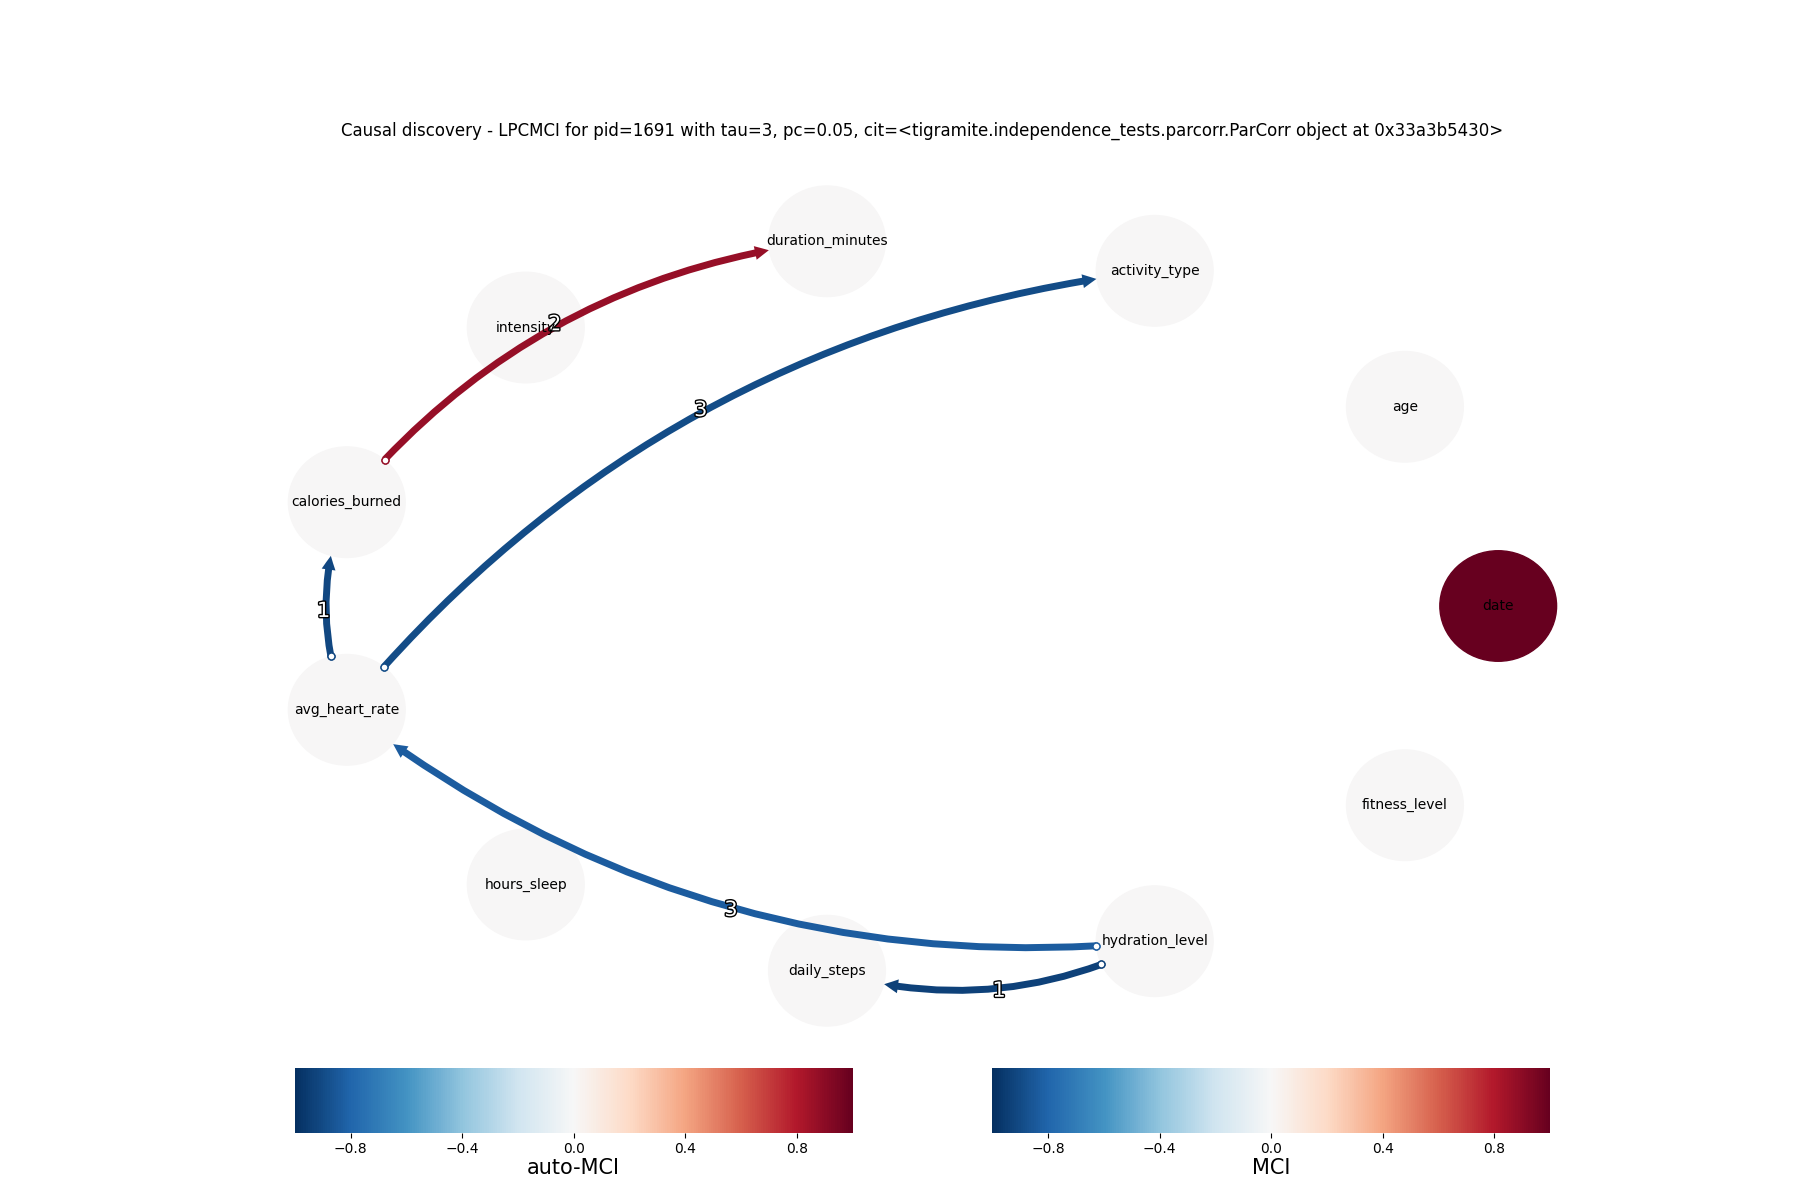 Causal discovery - LPCMCI for pid=1691 with tau=3, pc=0.05, cit=<tigramite.independence_tests.parcorr.ParCorr object at 0x33a3b5430>
duration_minutes
activity_type
intensity
2
3
age
calories_burned
date
1
avg_heart_rate
fitness_level
hours_sleep
3
hydration_level
daily_steps
1
−0.8 −0.4 0.0 0.4 0.8
auto-MCI
−0.8 −0.4 0.0 0.4 0.8
MCI